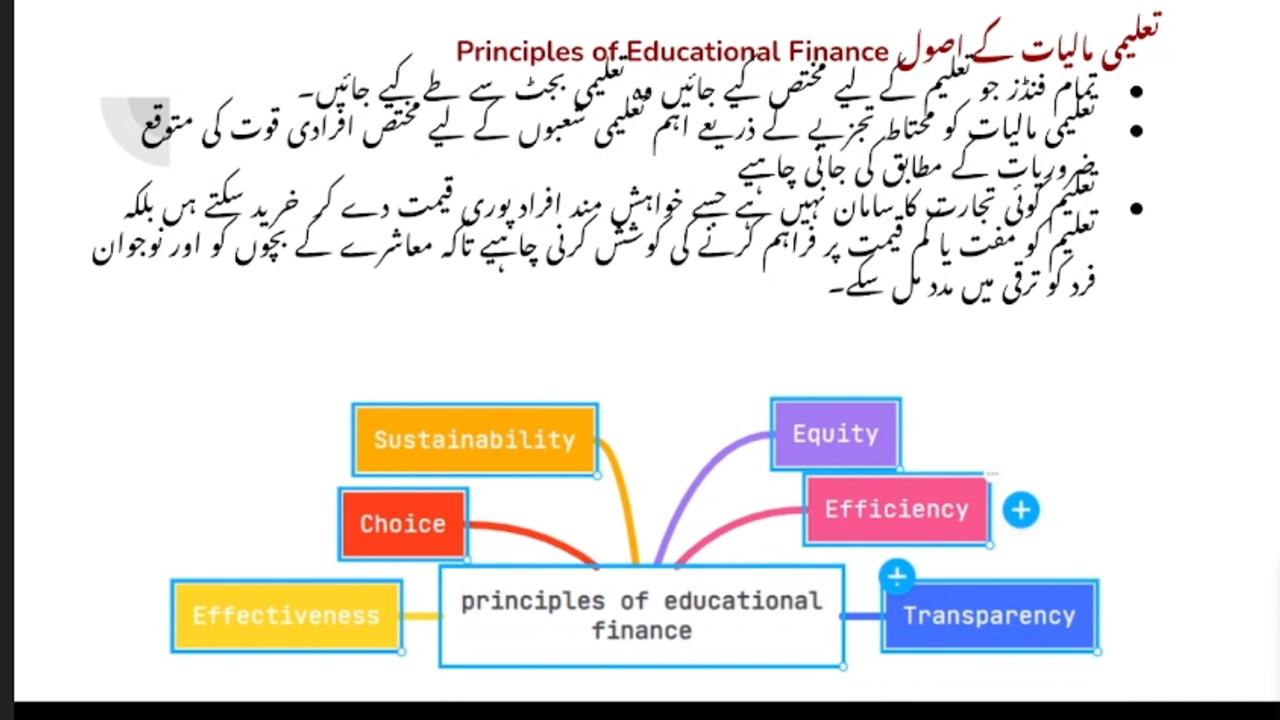 تعلیمی مالیات کے اصول Principles of Educational Finance
تمام فنڈز جو تعلیم کے لیے مختص کیے جائیں وہ تعلیمی بجٹ سے طے کیے جائیں۔
تعلیمی مالیات کو محتاط تجزیے کے ذریعے اہم تعلیمی شعبوں کے لیے مختص افرادی قوت کی متوقع
ضروریات کے مطابق کی جانی چاہیے
تعلیم کوئی تجارت کا سامان نہیں ہے جسے خواہش مند افراد پوری قیمت دے کر خرید سکتے ہں بلکہ
تعلیم کو مفت یا کم قیمت پر فراہم کرنے کی کوشش کرنی چاہیے تاکہ معاشرے کے بچوں کو اور نوجوان
فرد کو ترقی میں مدد مل سکے۔
Sustainability
Equity
Choice
Efficiency
Effectiveness
principles of educational
finance
Transparency